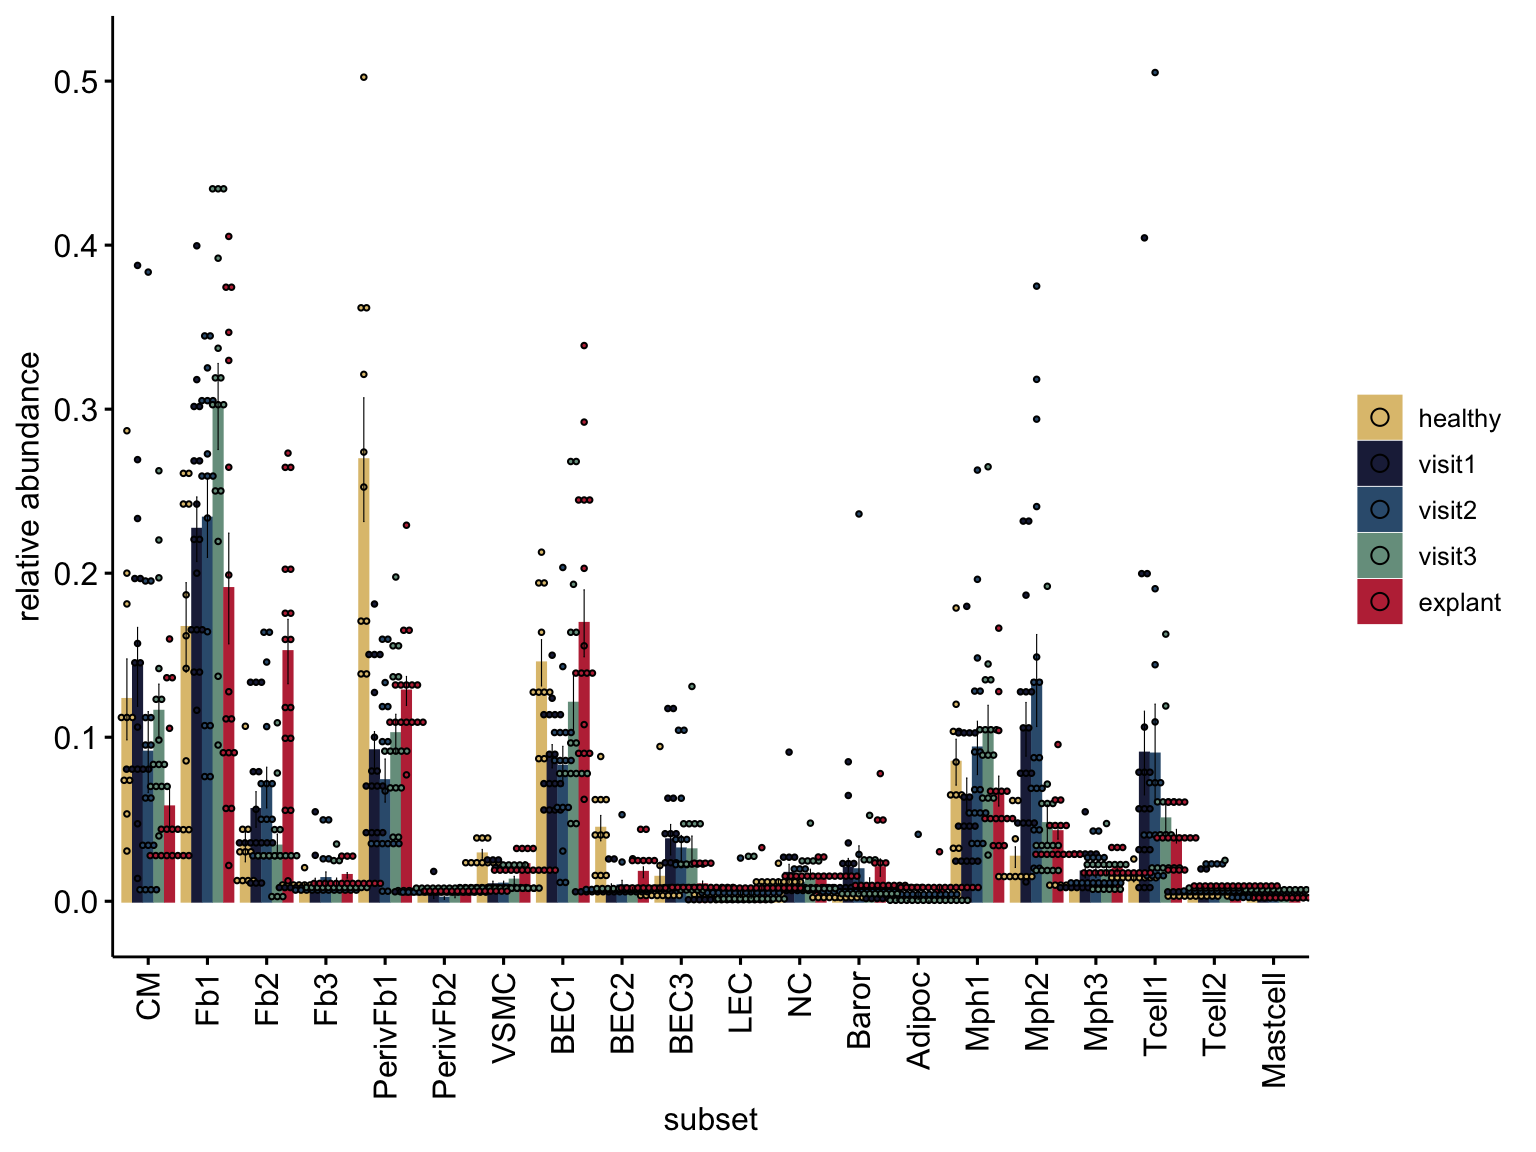 relative abundance
0.5
0.4
0.3
0.2
0.1
0.0
CM
Fb1
Fb2
Fb3
PerivFb1
PerivFb2
VSMC
BEC1
BEC2
BEC3
LEC
NC
Baror
Adipoc
Mph1
Mph2
Mph3
Tcell1
Tcell2
Mastcell
subset
healthy
visit1
visit2
visit3
explant